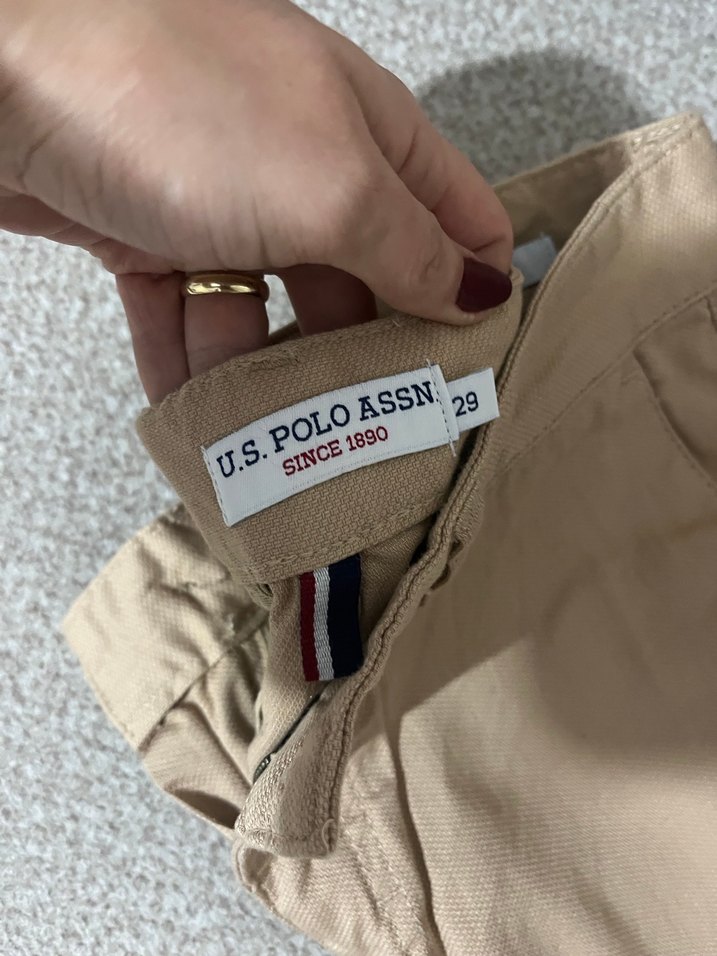 U.S. POLO ASSN.
SINCE 1890
29